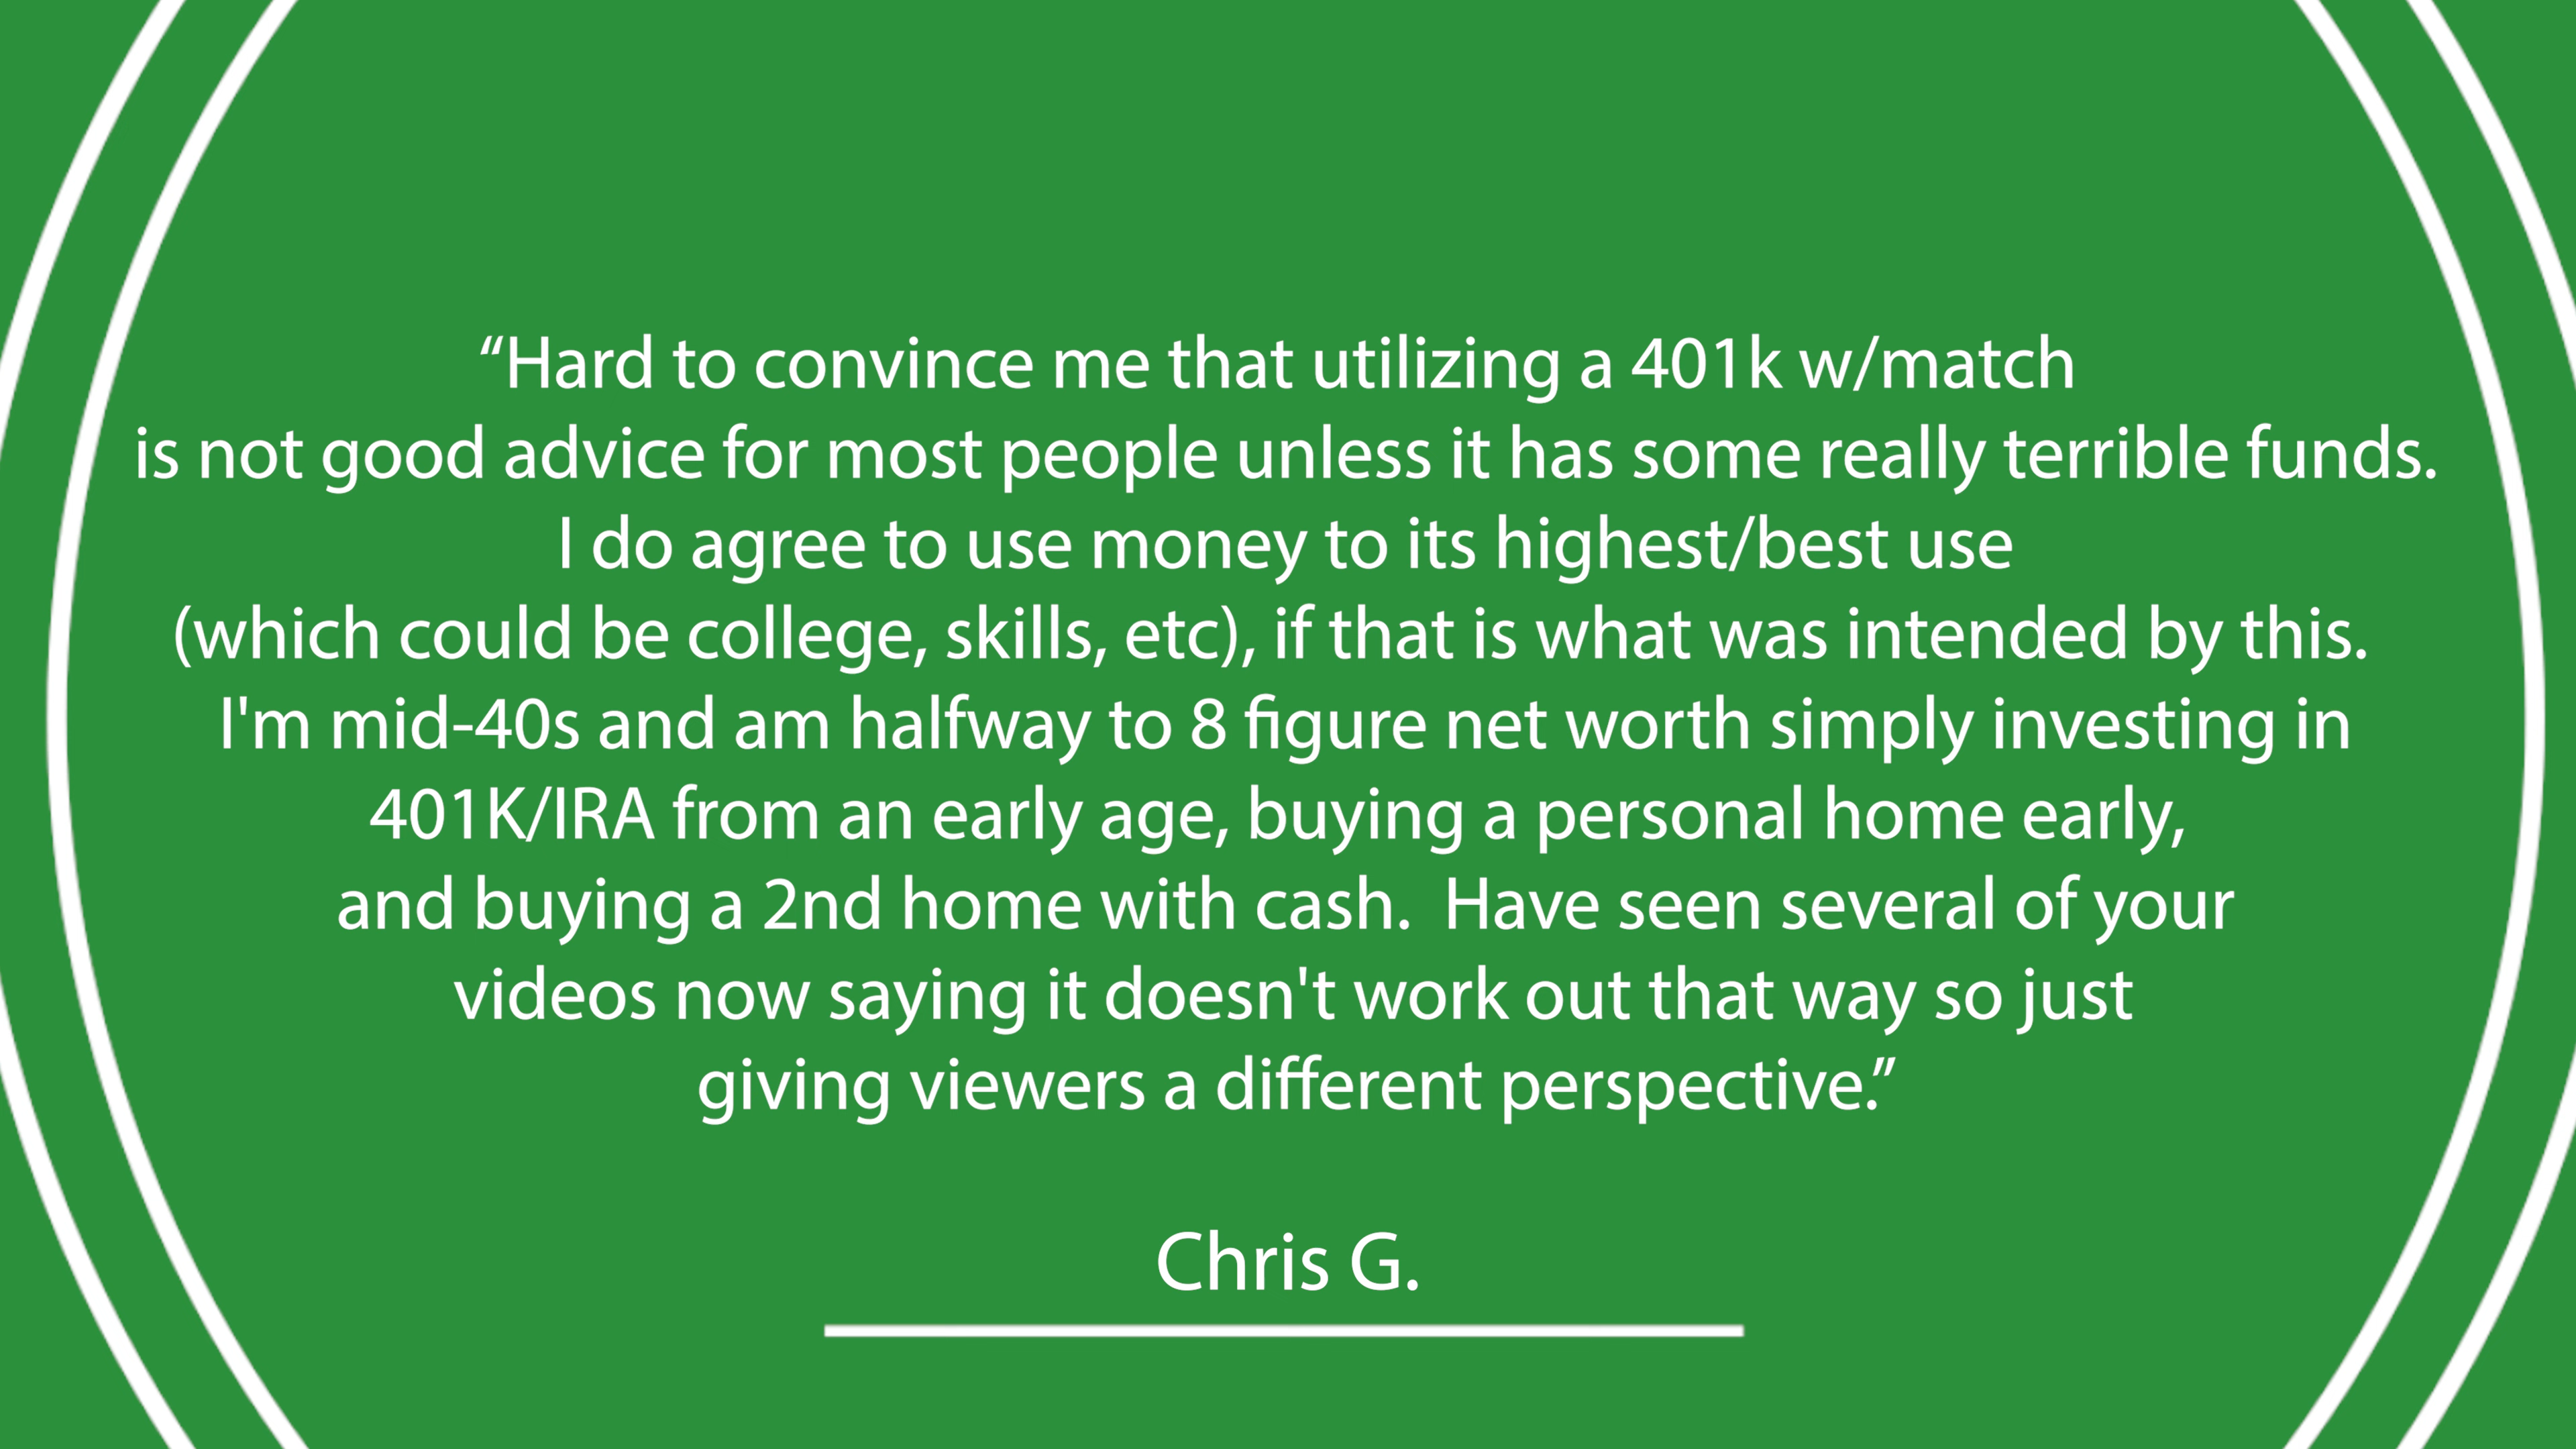 “Hard to convince me that utilizing a 401k w/match
is not good advice for most people unless it has some really terrible funds.
I do agree to use money to its highest/best use
(which could be college, skills, etc), if that is what was intended by this.
I'm mid-40s and am halfway to 8 figure net worth simply investing in
401K/IRA from an early age, buying a personal home early,
and buying a 2nd home with cash.  Have seen several of your
videos now saying it doesn't work out that way so just
giving viewers a different perspective.”
Chris G.